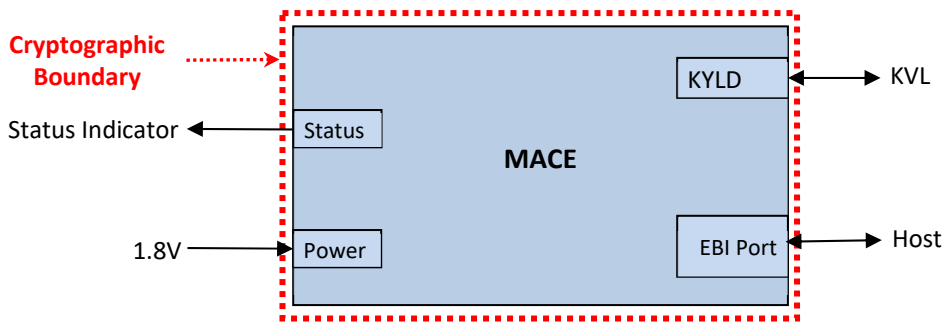 Cryptographic
Boundary
KYLD
KVL
Status Indicator
Status
MACE
1.8V
Power
EBI Port
Host